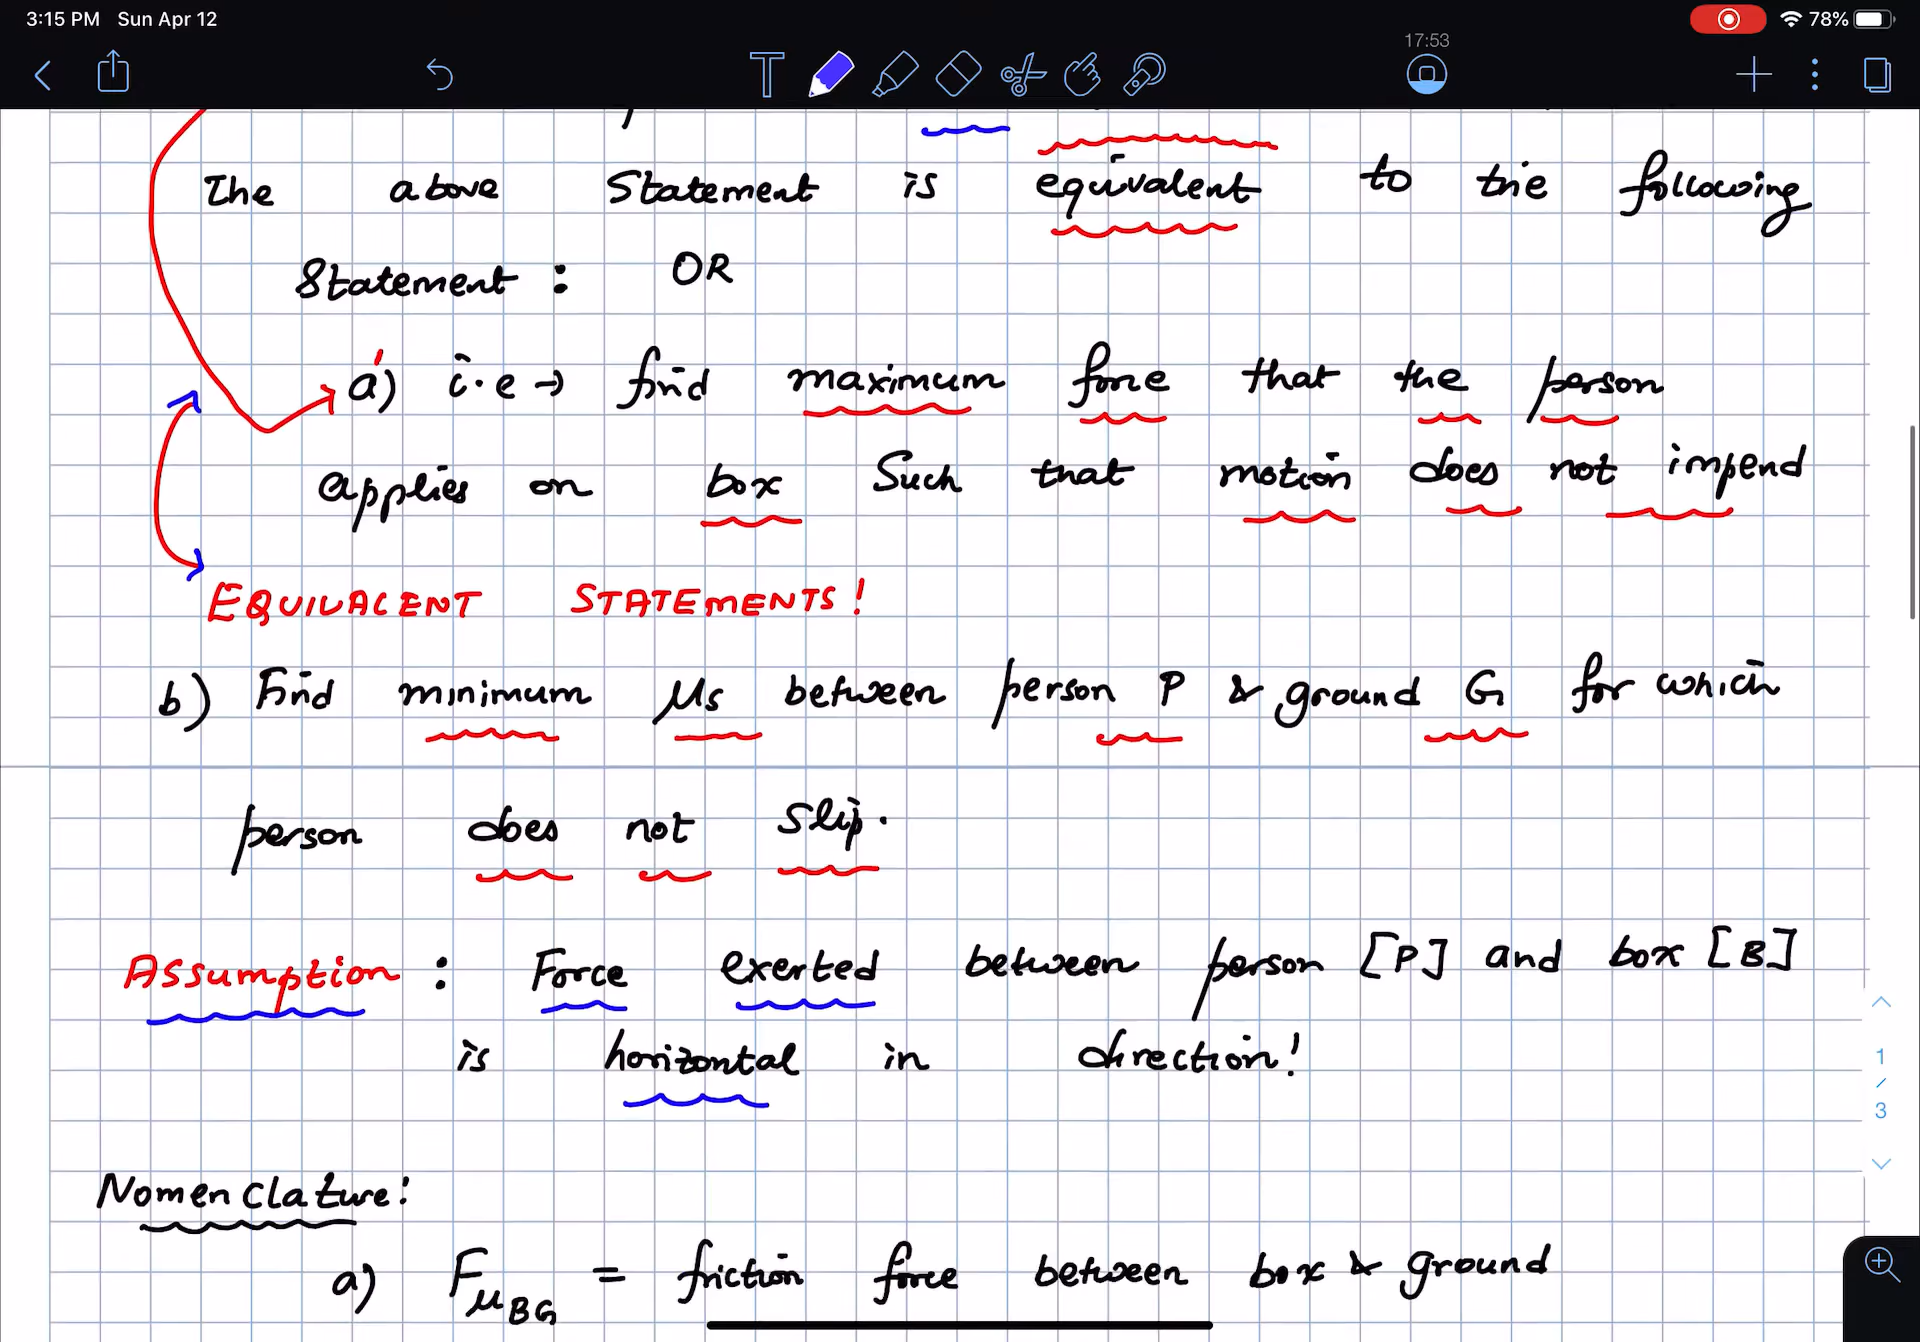 3:15 PM Sun Apr 12
78%
17:53
The above statement is equivalent to the following
Statement : OR
a') i.e → find maximum force that the person
applies on box such that motion does not impend
EQUIVALENT STATEMENTS!
b) Find minimum μs between person P & ground G for which
person does not slip.
Assumption : Force exerted between person [P] and box [B]
is horizontal in direction!
1
/
3
Nomenclature:
a) FμBG = friction force between box & ground